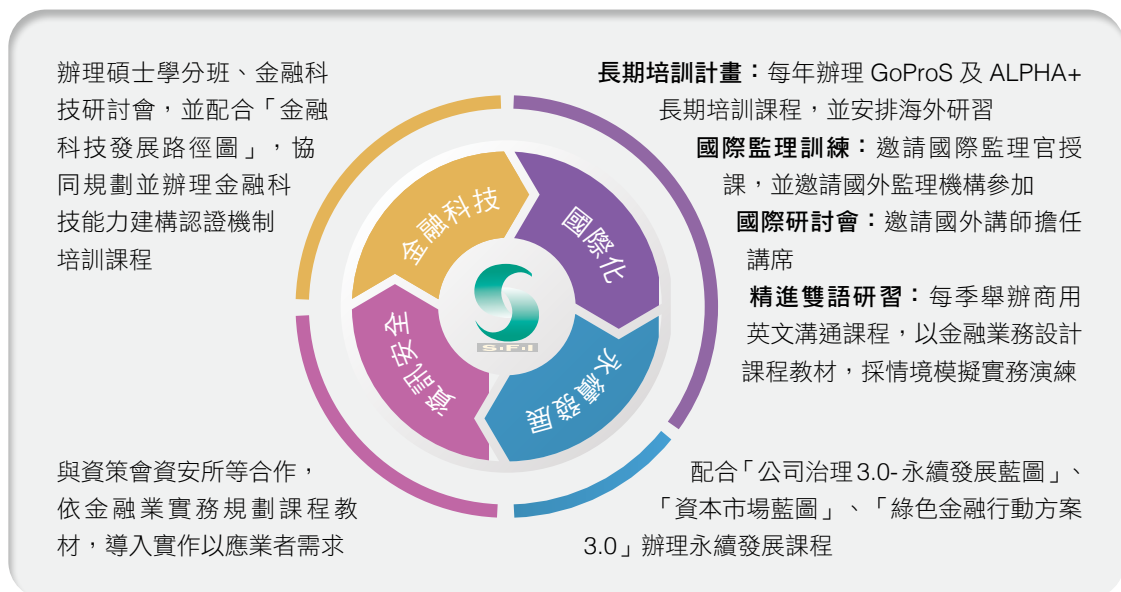 辦理碩士學分班、金融科
技研討會，並配合「金融
科技發展路徑圖」，協
同規劃並辦理金融科
技能力建構認證機制
培訓課程
長期培訓計畫：每年辦理 GoProS 及 ALPHA+
長期培訓課程，並安排海外研習
國際監理訓練：邀請國際監理官授
課，並邀請國外監理機構參加
國際研討會：邀請國外講師擔任
講席
精進雙語研習：每季舉辦商用
英文溝通課程，以金融業務設計
課程教材，採情境模擬實務演練
金融科技
國際化
資訊安全
永續發展
S·F·I
與資策會資安所等合作，
依金融業實務規劃課程教
材，導入實作以應業者需求
配合「公司治理3.0-永續發展藍圖」、
「資本市場藍圖」、「綠色金融行動方案
3.0」辦理永續發展課程